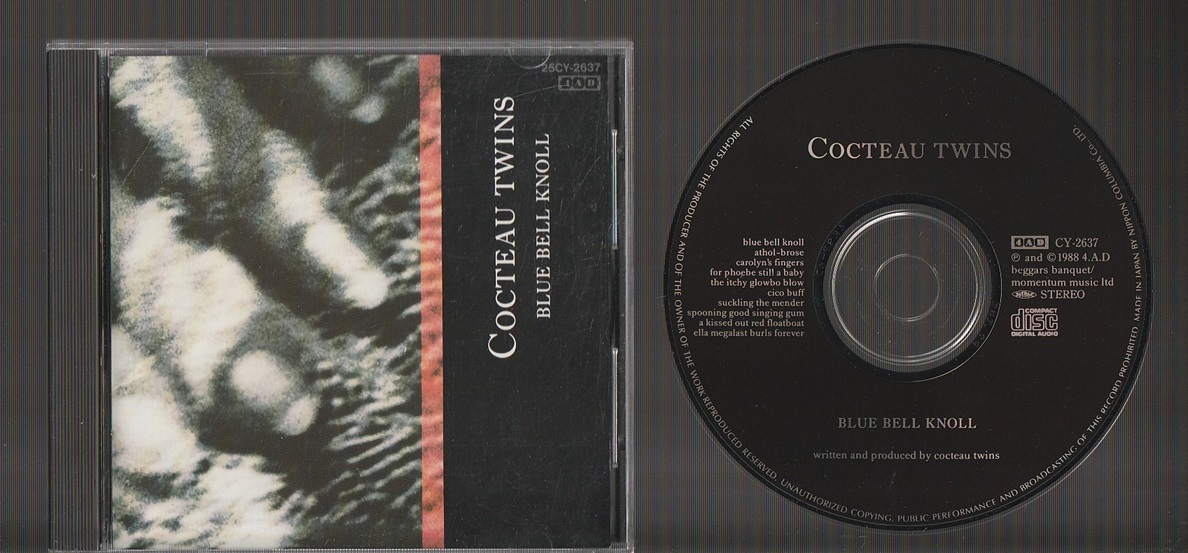 25CY-2637
4AD
COCTEAU TWINS
BLUE BELL KNOLL
COCTEAU TWINS
blue bell knoll
athol-brose
carolyn's fingers
for phoebe still a baby
the itchy glowbo blow
cico buff
suckling the mender
spooning good singing gum
a kissed out red floatboat
ella megalast burls forever
4AD CY-2637
℗ and © 1988 4.A.D
beggars banquet/
momentum music ltd
STEREO
COMPACT
disc
DIGITAL AUDIO
BLUE BELL KNOLL
written and produced by cocteau twins
ALL RIGHTS OF THE PRODUCER AND OF THE OWNER OF THE WORK REPRODUCED RESERVED. UNAUTHORIZED COPYING, PUBLIC PERFORMANCE AND BROADCASTING OF THIS RECORD PROHIBITED. MADE IN JAPAN BY NIPPON COLUMBIA CO., LTD.